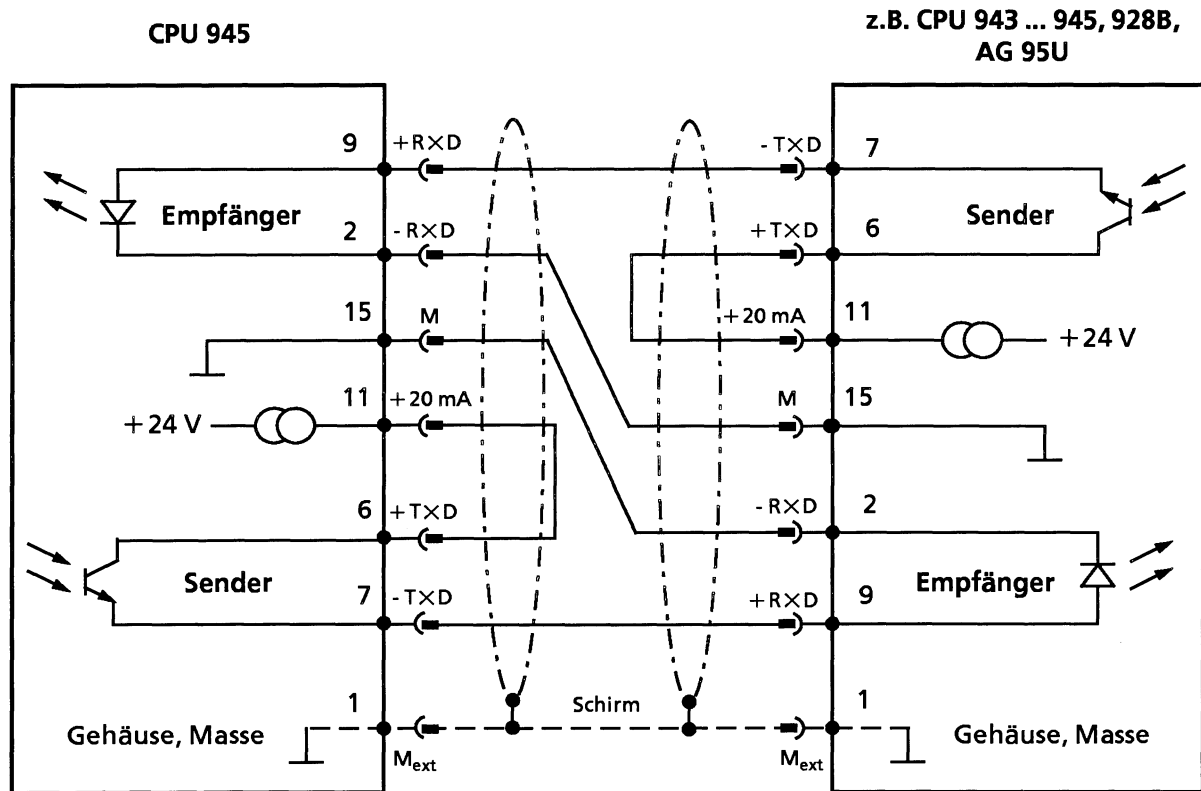 CPU 945
z.B. CPU 943 ... 945, 928B,
AG 95U
9
+R×D
-T×D
7
Empfänger
Sender
2
-R×D
+T×D
6
15
M
+20 mA
11
+24 V
11
+20 mA
M
15
+24 V
6
+T×D
-R×D
2
Sender
Empfänger
7
-T×D
+R×D
9
1
Schirm
1
Gehäuse, Masse
Mext
Mext
Gehäuse, Masse